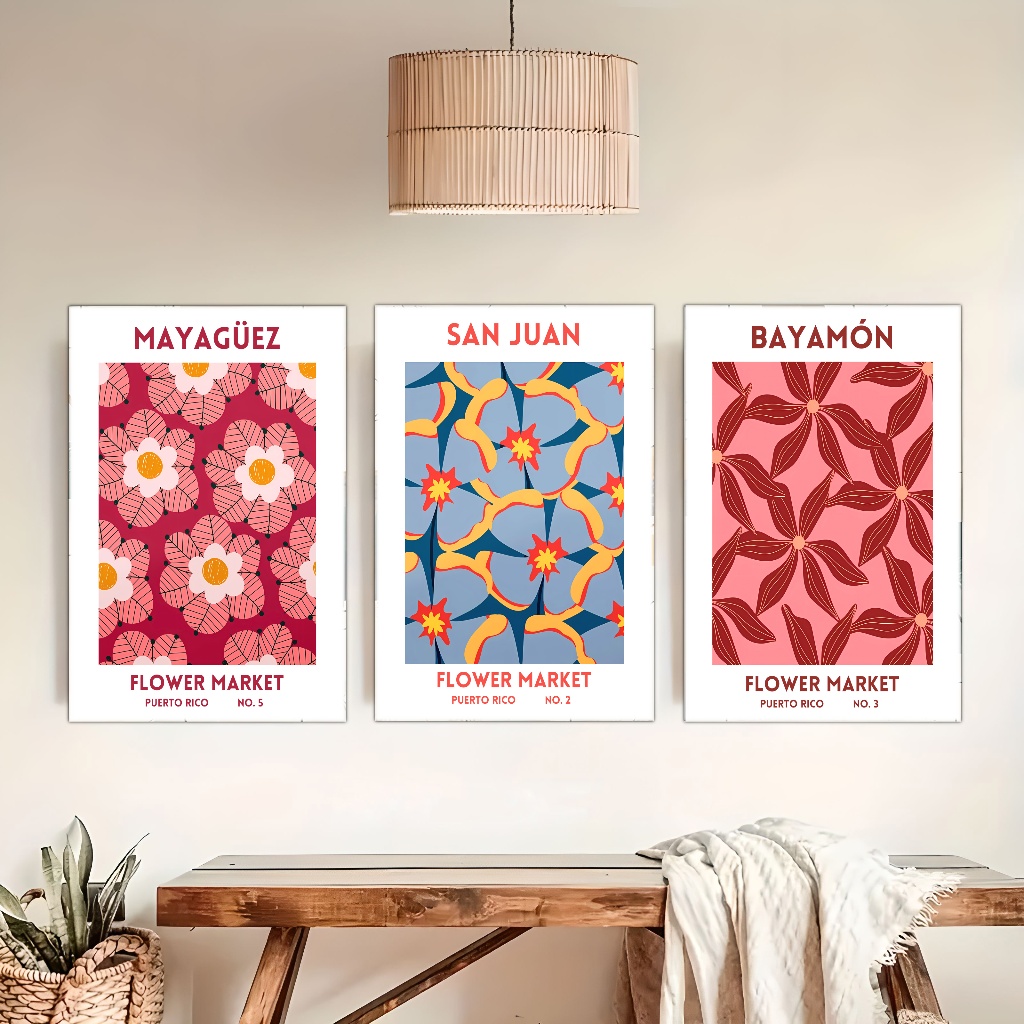 MAYAGÜEZ
FLOWER MARKET
PUERTO RICO NO. 5
SAN JUAN
FLOWER MARKET
PUERTO RICO NO. 2
BAYAMÓN
FLOWER MARKET
PUERTO RICO NO. 3